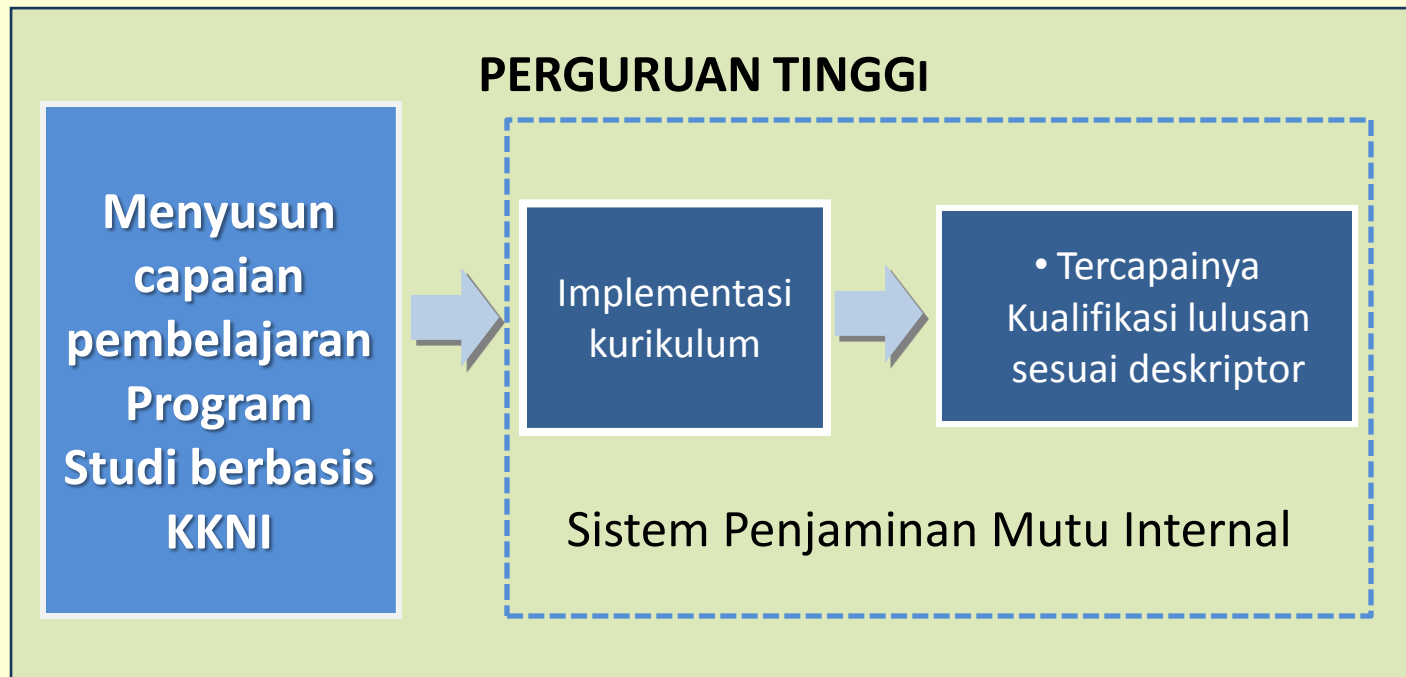 PERGURUAN TINGGI
Menyusun
capaian
pembelajaran
Program
Studi berbasis
KKNI
Implementasi
kurikulum
• Tercapainya
Kualifikasi lulusan
sesuai deskriptor
Sistem Penjaminan Mutu Internal